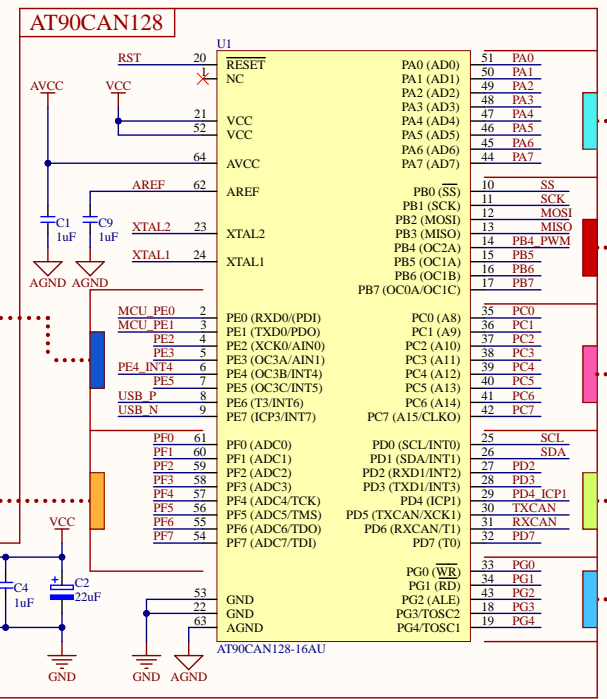 AT90CAN128
U1
RST 20 RESET PA0 (AD0) 51 PA0
1 NC PA1 (AD1) 50 PA1
AVCC VCC PA2 (AD2) 49 PA2
PA3 (AD3) 48 PA3
21 VCC PA4 (AD4) 47 PA4
52 VCC PA5 (AD5) 46 PA5
PA6 (AD6) 45 PA6
64 AVCC PA7 (AD7) 44 PA7
AREF 62 AREF PB0 (SS) 10 SS
PB1 (SCK) 11 SCK
PB2 (MOSI) 12 MOSI
C1 C9 XTAL2 23 XTAL2 PB3 (MISO) 13 MISO
1uF 1uF PB4 (OC2A) 14 PB4_PWM
XTAL1 24 XTAL1 PB5 (OC1A) 15 PB5
PB6 (OC1B) 16 PB6
AGND AGND PB7 (OC0A/OC1C) 17 PB7
MCU_PE0 2 PE0 (RXD0/PDI) PC0 (A8) 35 PC0
MCU_PE1 3 PE1 (TXD0/PDO) PC1 (A9) 36 PC1
PE2 4 PE2 (XCK0/AIN0) PC2 (A10) 37 PC2
PE3 5 PE3 (OC3A/AIN1) PC3 (A11) 38 PC3
PE4_INT4 6 PE4 (OC3B/INT4) PC4 (A12) 39 PC4
PE5 7 PE5 (OC3C/INT5) PC5 (A13) 40 PC5
USB_P 8 PE6 (T3/INT6) PC6 (A14) 41 PC6
USB_N 9 PE7 (ICP3/INT7) PC7 (A15/CLKO) 42 PC7
PF0 61 PF0 (ADC0) PD0 (SCL/INT0) 25 SCL
PF1 60 PF1 (ADC1) PD1 (SDA/INT1) 26 SDA
PF2 59 PF2 (ADC2) PD2 (RXD1/INT2) 27 PD2
PF3 58 PF3 (ADC3) PD3 (TXD1/INT3) 28 PD3
PF4 57 PF4 (ADC4/TCK) PD4 (ICP1) 29 PD4_ICP1
PF5 56 PF5 (ADC5/TMS) PD5 (TXCAN/XCK1) 30 TXCAN
PF6 55 PF6 (ADC6/TDO) PD6 (RXCAN/T1) 31 RXCAN
PF7 54 PF7 (ADC7/TDI) PD7 (T0) 32 PD7
VCC
PG0 (WR) 33 PG0
C4 C2 PG1 (RD) 34 PG1
1uF 22uF 53 GND PG2 (ALE) 43 PG2
22 GND PG3/TOSC2 18 PG3
63 AGND PG4/TOSC1 19 PG4
AT90CAN128-16AU
GND GND AGND